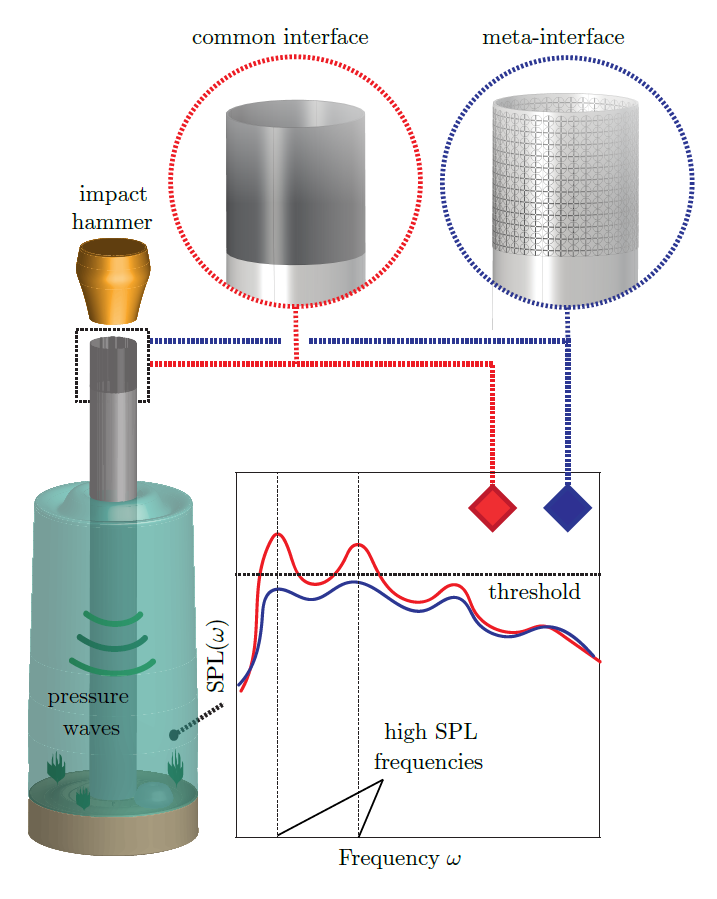 common interface
meta-interface
impact
hammer
threshold
SPL(ω)
pressure
waves
high SPL
frequencies
Frequency ω